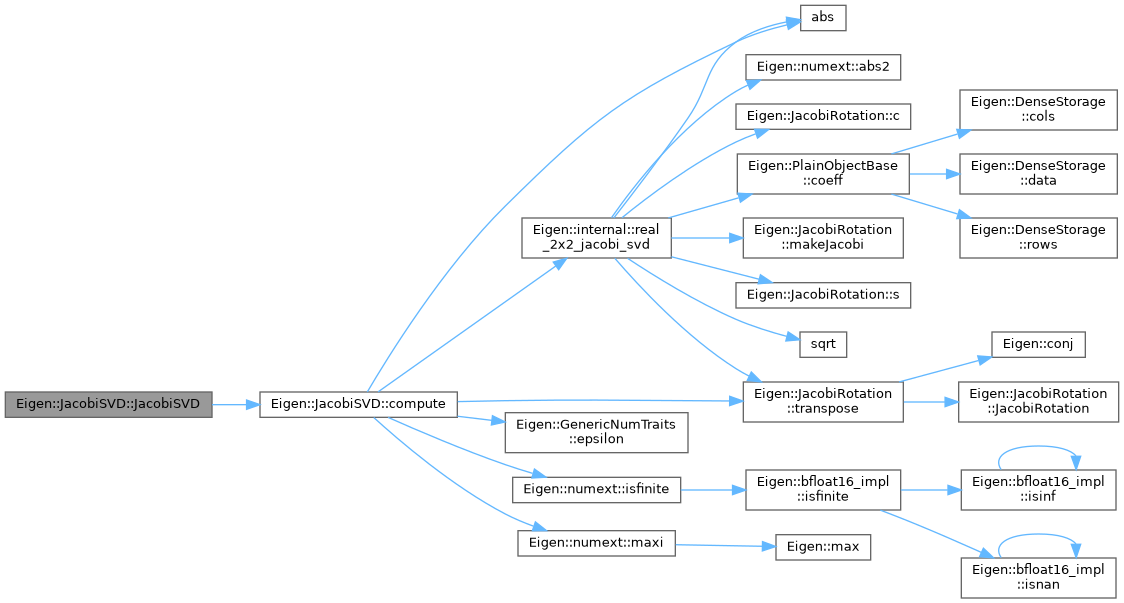 abs
Eigen::numext::abs2
Eigen::DenseStorage
::cols
Eigen::JacobiRotation::c
Eigen::PlainObjectBase
::coeff
Eigen::DenseStorage
::data
Eigen::internal::real
_2x2_jacobi_svd
Eigen::JacobiRotation
::makeJacobi
Eigen::DenseStorage
::rows
Eigen::JacobiRotation::s
sqrt
Eigen::conj
Eigen::JacobiSVD::JacobiSVD
Eigen::JacobiSVD::compute
Eigen::JacobiRotation
::transpose
Eigen::JacobiRotation
::JacobiRotation
Eigen::GenericNumTraits
::epsilon
Eigen::numext::isfinite
Eigen::bfloat16_impl
::isfinite
Eigen::bfloat16_impl
::isinf
Eigen::numext::maxi
Eigen::max
Eigen::bfloat16_impl
::isnan